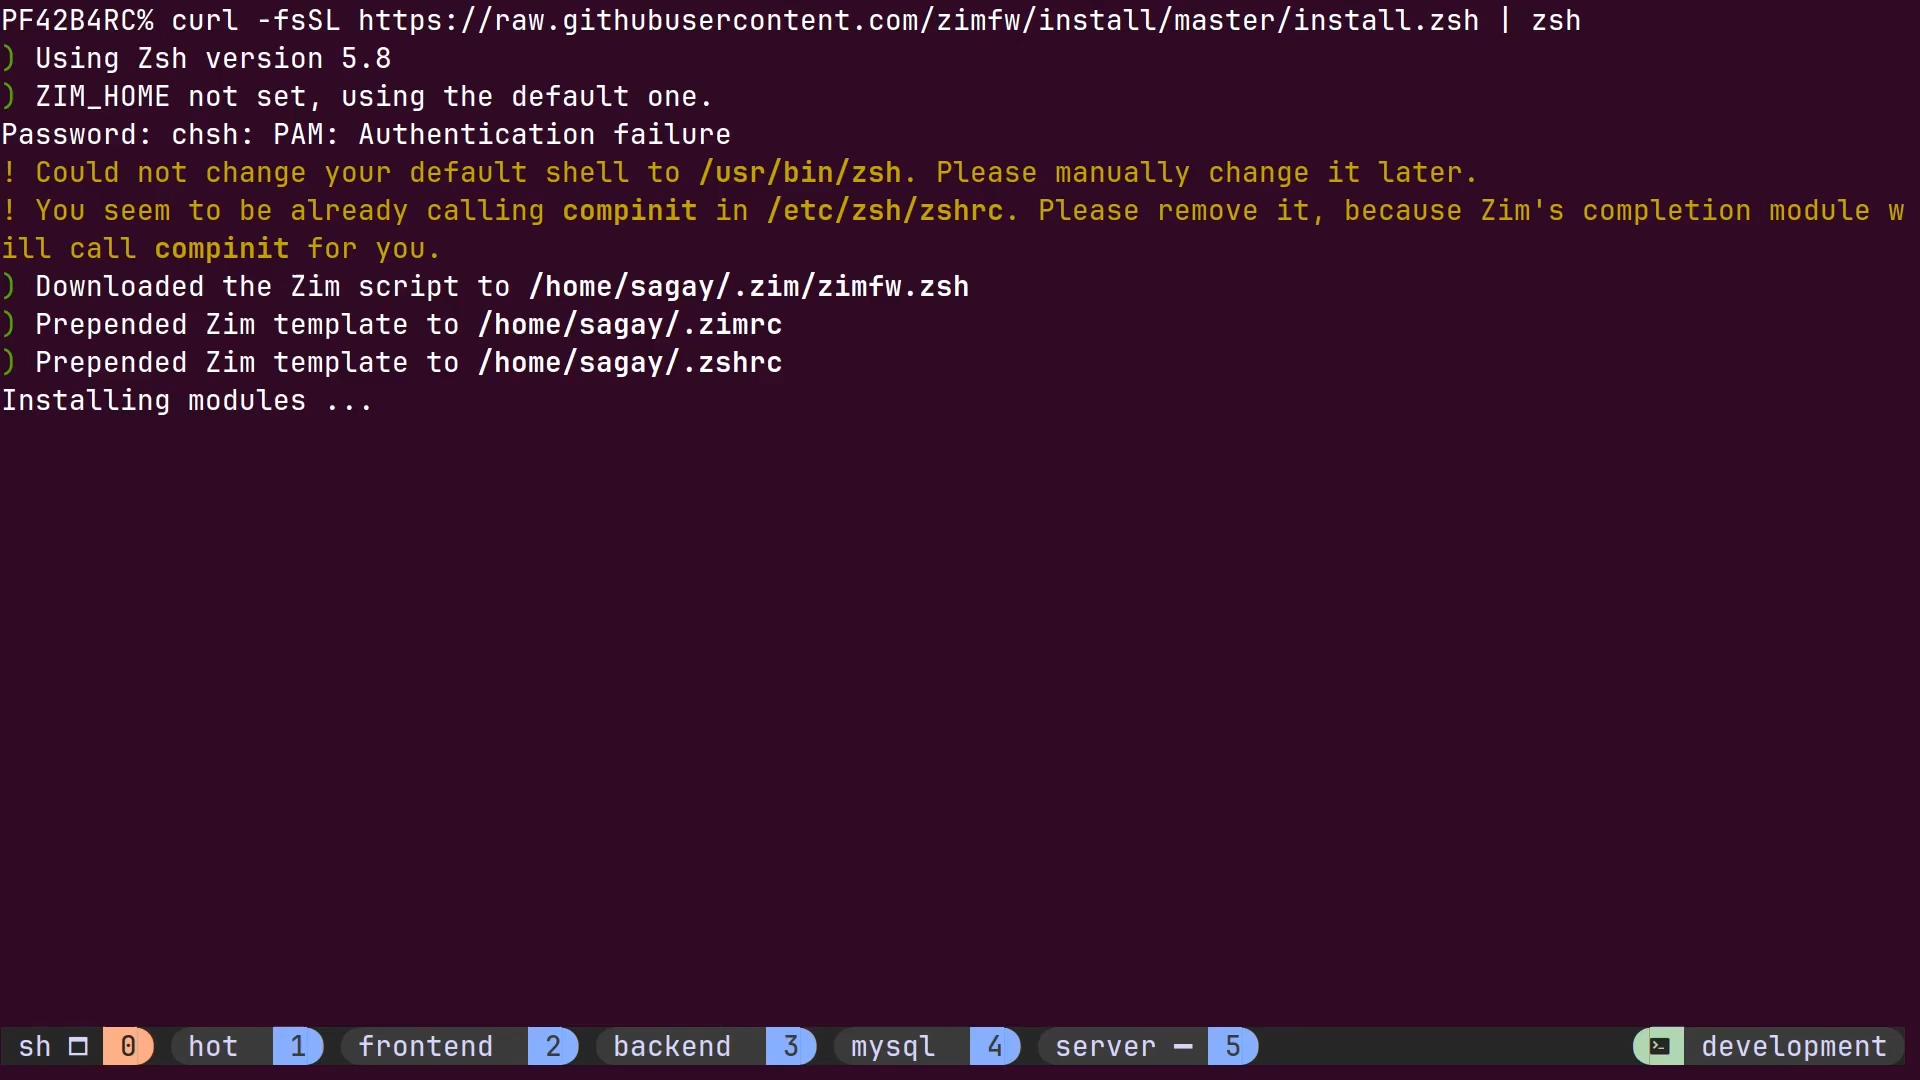 PF42B4RC% curl -fsSL https://raw.githubusercontent.com/zimfw/install/master/install.zsh | zsh
) Using Zsh version 5.8
) ZIM_HOME not set, using the default one.
Password: chsh: PAM: Authentication failure
! Could not change your default shell to /usr/bin/zsh. Please manually change it later.
! You seem to be already calling compinit in /etc/zsh/zshrc. Please remove it, because Zim's completion module w
ill call compinit for you.
) Downloaded the Zim script to /home/sagay/.zim/zimfw.zsh
) Prepended Zim template to /home/sagay/.zimrc
) Prepended Zim template to /home/sagay/.zshrc
Installing modules ...
sh 0 hot 1 frontend 2 backend 3 mysql 4 server 5 development